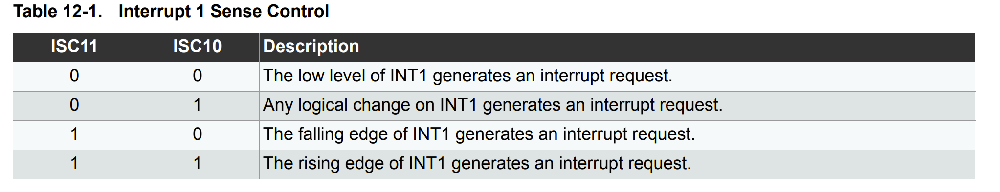 Table 12-1. Interrupt 1 Sense Control
ISC11 ISC10 Description
0 0 The low level of INT1 generates an interrupt request.
0 1 Any logical change on INT1 generates an interrupt request.
1 0 The falling edge of INT1 generates an interrupt request.
1 1 The rising edge of INT1 generates an interrupt request.